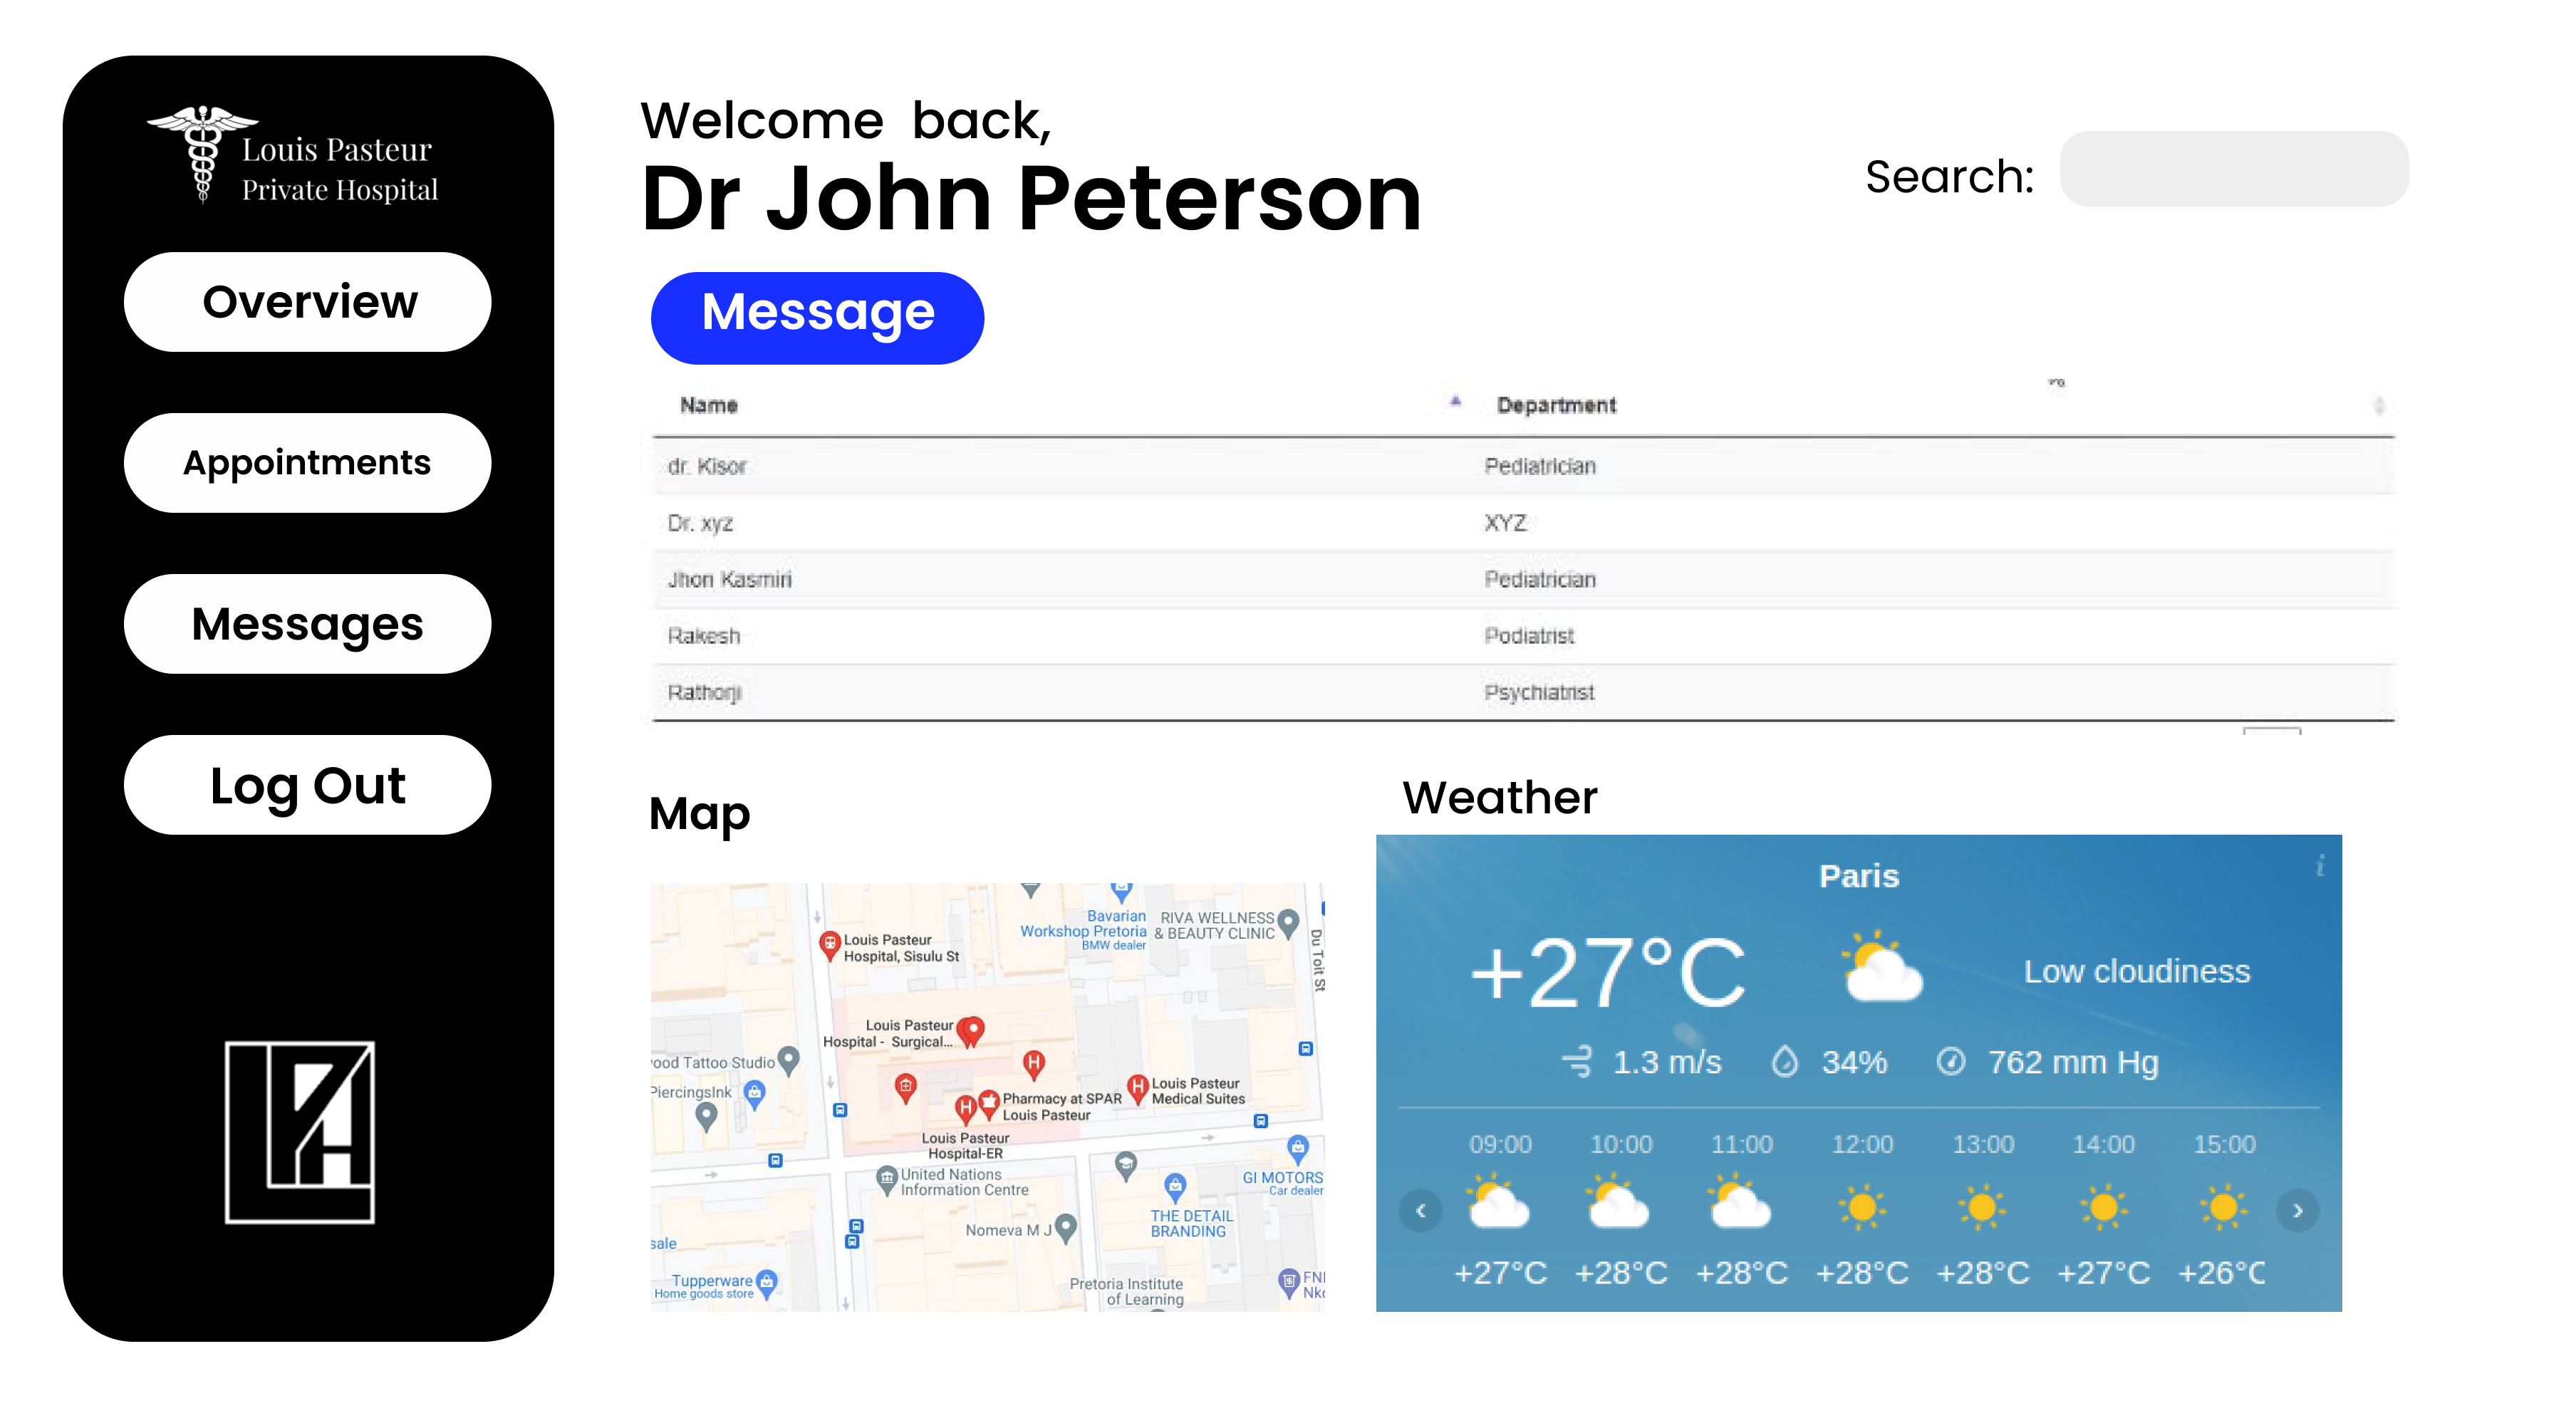 Louis Pasteur
Private Hospital
Overview
Appointments
Messages
Log Out
Welcome back,
Dr John Peterson
Search:
Message
Name Department
dr. Kisor Pediatrician
Dr. xyz XYZ
Jhon Kasmiri Pediatrician
Rakesh Podiatrist
Rathorji Psychiatrist
Map
Louis Pasteur
Hospital, Sisulu St
Bavarian
Workshop Pretoria
BMW dealer
RIVA WELLNESS
& BEAUTY CLINIC
Du Toit St
Louis Pasteur
Hospital - Surgical...
ood Tattoo Studio
PiercingsInk
Pharmacy at SPAR
Louis Pasteur
Louis Pasteur
Medical Suites
Louis Pasteur
Hospital-ER
United Nations
Information Centre
GI MOTORS
Car dealer
Nomeva M J
THE DETAIL
BRANDING
sale
Tupperware
Home goods store
Pretoria Institute
of Learning
FN
Nk
Weather
Paris
i
+27°C Low cloudiness
1.3 m/s 34% 762 mm Hg
09:00 10:00 11:00 12:00 13:00 14:00 15:00
+27°C +28°C +28°C +28°C +28°C +27°C +26°C